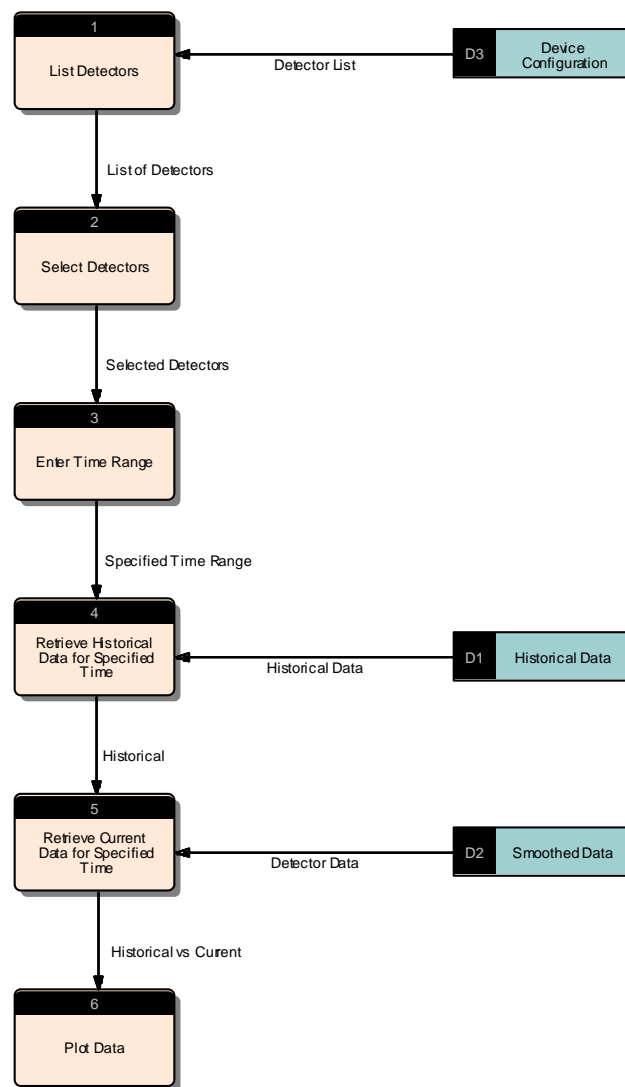 1
List Detectors
Detector List
D3
Device
Configuration
List of Detectors
2
Select Detectors
Selected Detectors
3
Enter Time Range
Specified Time Range
4
Retrieve Historical
Data for Specified
Time
Historical Data
D1
Historical Data
Historical
5
Retrieve Current
Data for Specified
Time
Detector Data
D2
Smoothed Data
Historical vs Current
6
Plot Data